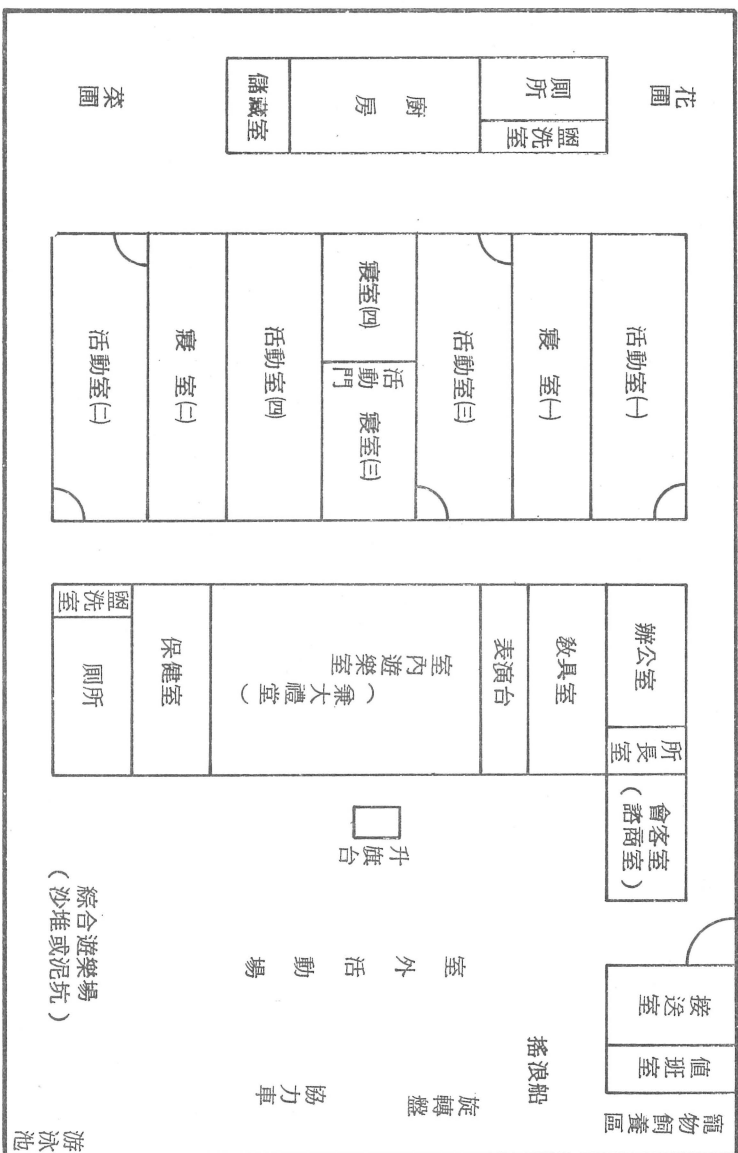 花圃
廁所
盥洗室
廚房
儲藏室
菜圃
活動室(一)
寢室(一)
活動室(三)
寢室(四)
活動門
寢室(三)
活動室(四)
寢室(二)
活動室(二)
辦公室
所長室
會客室
（諮商室）
教具室
表演台
室內遊樂室
（兼大禮堂）
保健室
盥洗室
廁所
升旗台
室外活動場
綜合遊樂場
（沙堆或泥坑）
接送室
值班室
寵物飼養區
搖浪船
旋轉盤
協力車
游泳池